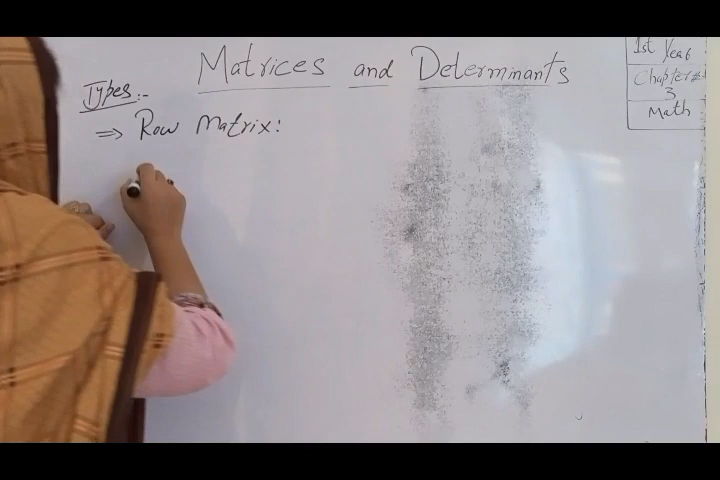 Matrices and Determinants
Types:-
⇒ Row Matrix:
1st Year
Chapter #
3
Math